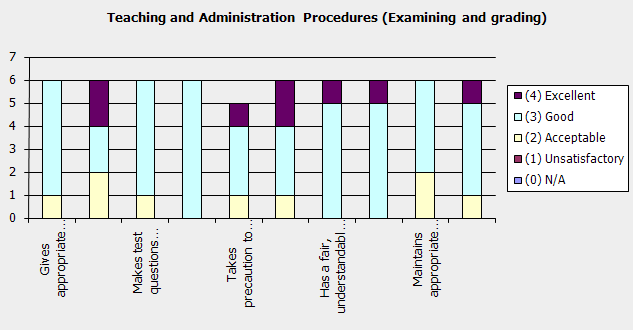 Teaching and Administration Procedures (Examining and grading)
7
6
5
4
3
2
1
0
(4) Excellent
(3) Good
(2) Acceptable
(1) Unsatisfactory
(0) N/A
Gives
appropriate...
Makes test
questions...
Takes
precaution to...
Has a fair,
understandabl...
Maintains
appropriate...